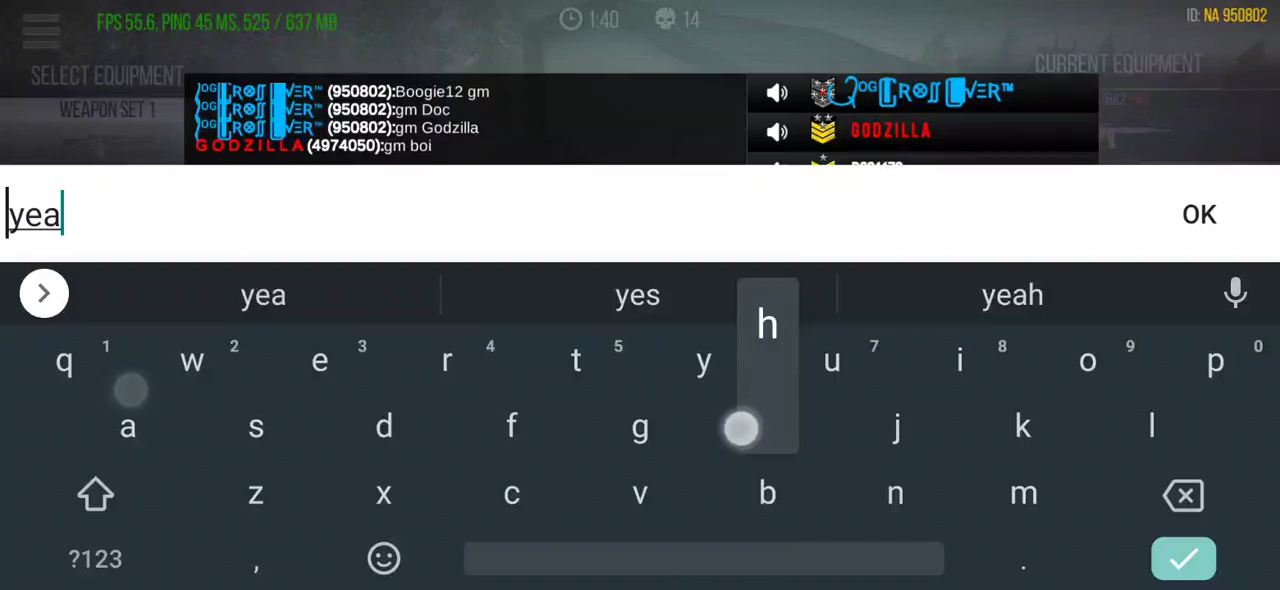 FPS 55.6, PING 45 MS, 525 / 637 MB
1:40
14
ID: NA 950802
SELECT EQUIPMENT
CURRENT EQUIPMENT
WEAPON SET 1
(950802):Boogie12 gm
(950802):gm Doc
(950802):gm Godzilla
GODZILLA (4974050):gm boi
GODZILLA
yea
OK
yea yes yeah
h
q 1 w 2 e 3 r 4 t 5 y u 7 i 8 o 9 p 0
a s d f g j k l
z x c v b n m
?123 , .